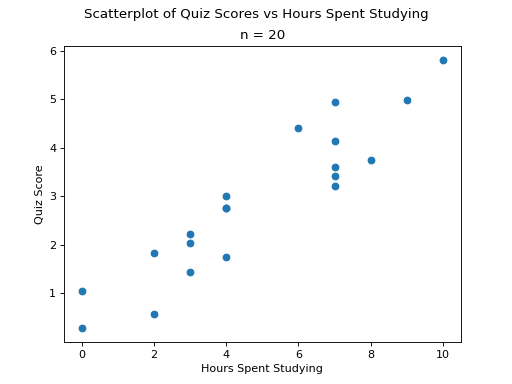 Scatterplot of Quiz Scores vs Hours Spent Studying
n = 20
6
5
4
3
2
1
Quiz Score
0 2 4 6 8 10
Hours Spent Studying